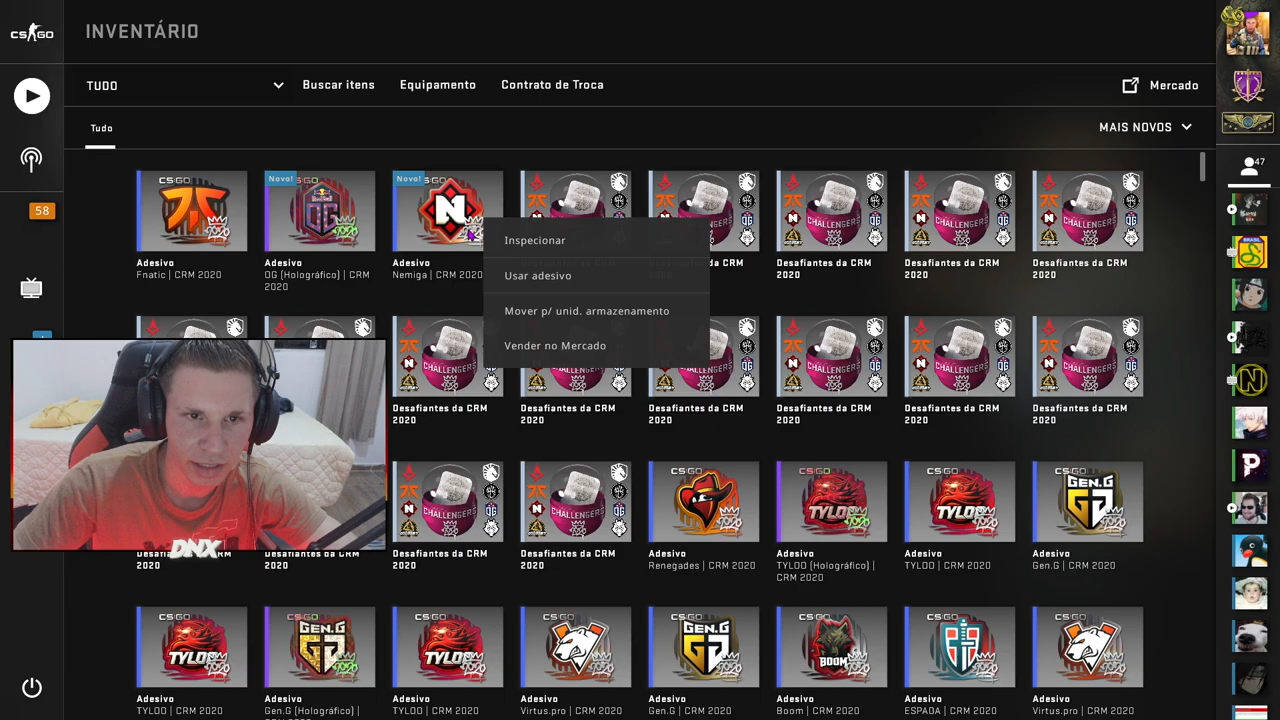 CS GO
INVENTÁRIO
TUDO
Buscar itens
Equipamento
Contrato de Troca
Mercado
Tudo
MAIS NOVOS
47
58
CS:GO
Novo!
Novo!
Adesivo
Fnatic | CRM 2020
Adesivo
OG (Holográfico) | CRM
2020
Adesivo
Nemiga | CRM 2020
Desafiantes da CRM
2020
Desafiantes da CRM
2020
Desafiantes da CRM
2020
Inspecionar
Usar adesivo
Mover p/ unid. armazenamento
Vender no Mercado
Desafiantes da CRM
2020
Desafiantes da CRM
2020
Desafiantes da CRM
2020
Desafiantes da CRM
2020
Desafiantes da CRM
2020
Desafiantes da CRM
2020
DNX
2020
2020
Desafiantes da CRM
2020
Desafiantes da CRM
2020
Adesivo
Renegades | CRM 2020
Adesivo
TYLOO (Holográfico) |
CRM 2020
Adesivo
TYLOO | CRM 2020
Adesivo
Gen.G | CRM 2020
Adesivo
TYLOO | CRM 2020
Adesivo
Gen.G (Holográfico) |
Adesivo
TYLOO | CRM 2020
Adesivo
Virtus.pro | CRM 2020
Adesivo
Gen.G | CRM 2020
Adesivo
Boom | CRM 2020
Adesivo
ESPADA | CRM 2020
Adesivo
Virtus.pro | CRM 2020